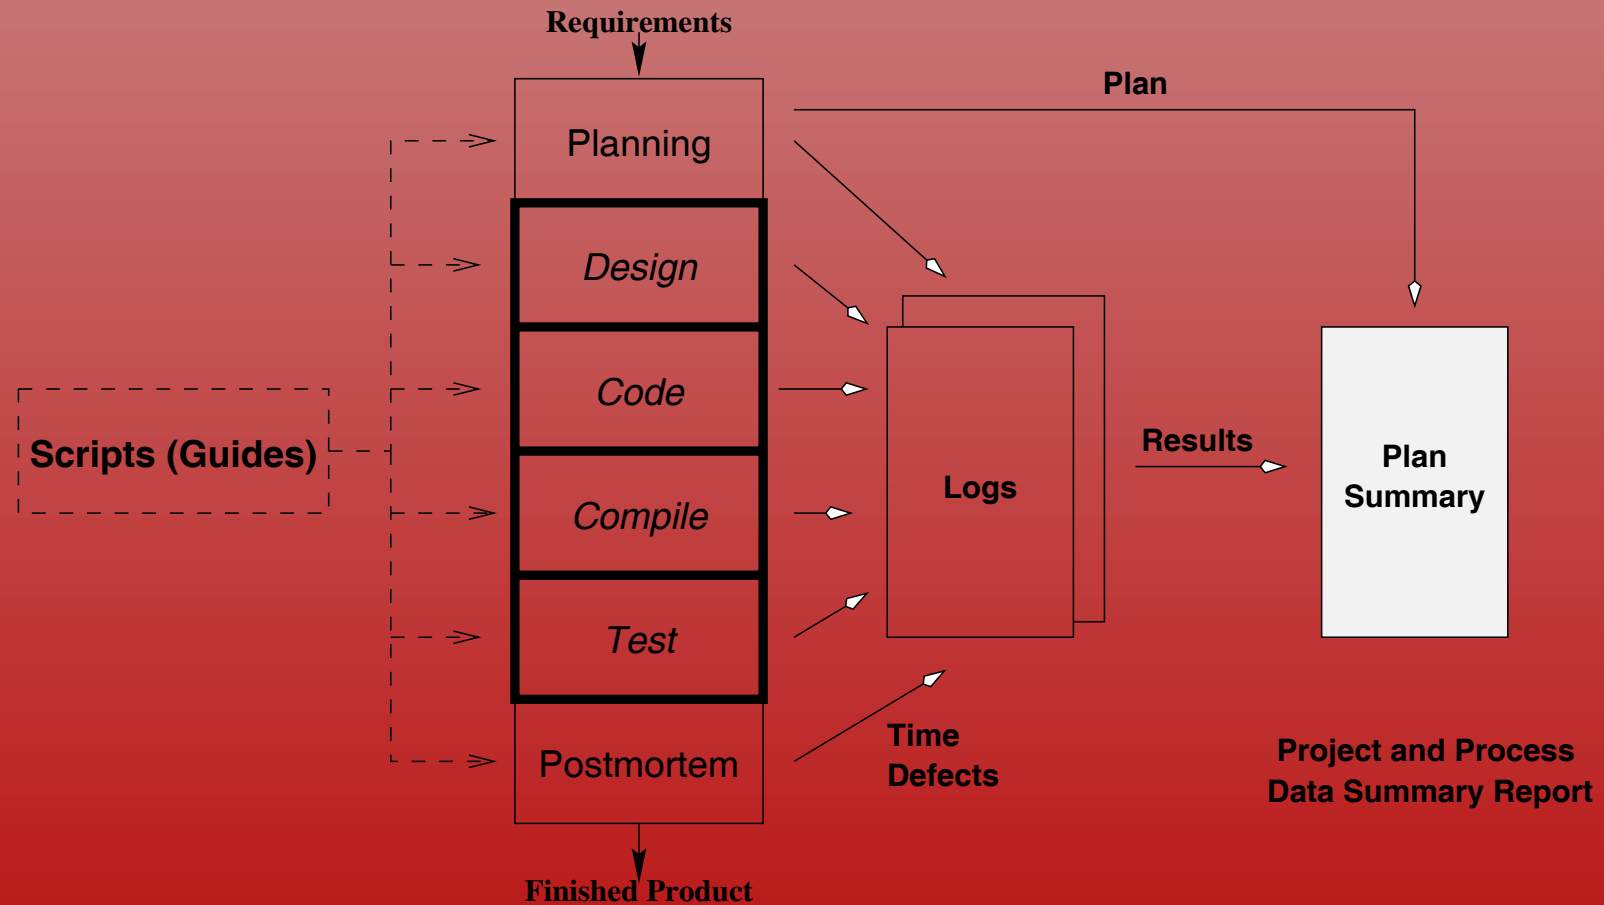 Requirements
Plan
Planning
Design
Code
Scripts (Guides)
Compile
Test
Postmortem
Finished Product
Logs
Time
Defects
Results
Plan
Summary
Project and Process
Data Summary Report